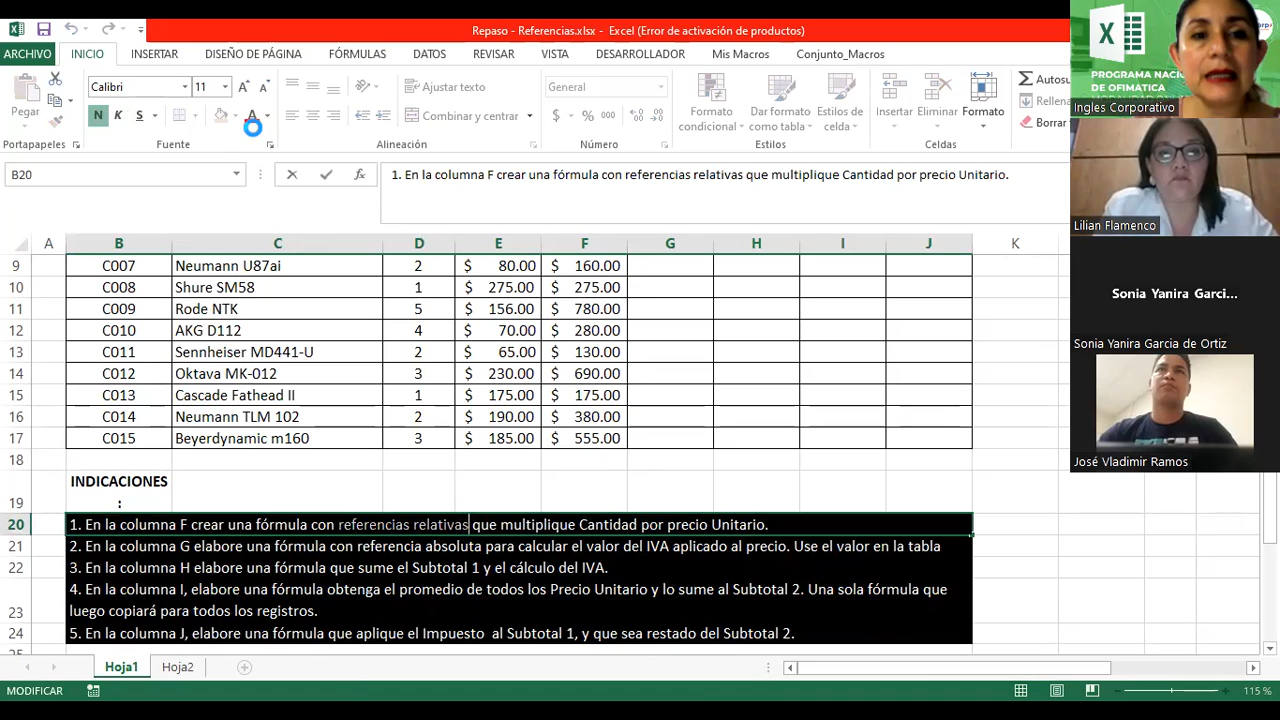 Repaso - Referencias.xlsx - Excel (Error de activación de productos)
ARCHIVO INICIO INSERTAR DISEÑO DE PÁGINA FÓRMULAS DATOS REVISAR VISTA DESARROLLADOR Mis Macros Conjunto_Macros
Calibri 11 Ajustar texto General Autosu
Pegar Formato condicional Dar formato como tabla Estilos de celda Insertar Eliminar Formato Rellena
N K S Combinar y centrar $ % 000 Borrar
Portapapeles Fuente Alineación Número Estilos Celdas
B20 1. En la columna F crear una fórmula con referencias relativas que multiplique Cantidad por precio Unitario.
A B C D E F G H I J K
9 C007 Neumann U87ai 2 $ 80.00 $ 160.00
10 C008 Shure SM58 1 $ 275.00 $ 275.00
11 C009 Rode NTK 5 $ 156.00 $ 780.00
12 C010 AKG D112 4 $ 70.00 $ 280.00
13 C011 Sennheiser MD441-U 2 $ 65.00 $ 130.00
14 C012 Oktava MK-012 3 $ 230.00 $ 690.00
15 C013 Cascade Fathead II 1 $ 175.00 $ 175.00
16 C014 Neumann TLM 102 2 $ 190.00 $ 380.00
17 C015 Beyerdynamic m160 3 $ 185.00 $ 555.00
18
INDICACIONES
19 :
20 1. En la columna F crear una fórmula con referencias relativas que multiplique Cantidad por precio Unitario.
21 2. En la columna G elabore una fórmula con referencia absoluta para calcular el valor del IVA aplicado al precio. Use el valor en la tabla
22 3. En la columna H elabore una fórmula que sume el Subtotal 1 y el cálculo del IVA.
4. En la columna I, elabore una fórmula obtenga el promedio de todos los Precio Unitario y lo sume al Subtotal 2. Una sola fórmula que
23 luego copiará para todos los registros.
24 5. En la columna J, elabore una fórmula que aplique el Impuesto al Subtotal 1, y que sea restado del Subtotal 2.
Hoja1 Hoja2
MODIFICAR 115 %
PROGRAMA NACIO
DE OFIMÁTICA
Ingles Corporativo
Lilian Flamenco
Sonia Yanira Garci...
Sonia Yanira Garcia de Ortiz
José Vladimir Ramos